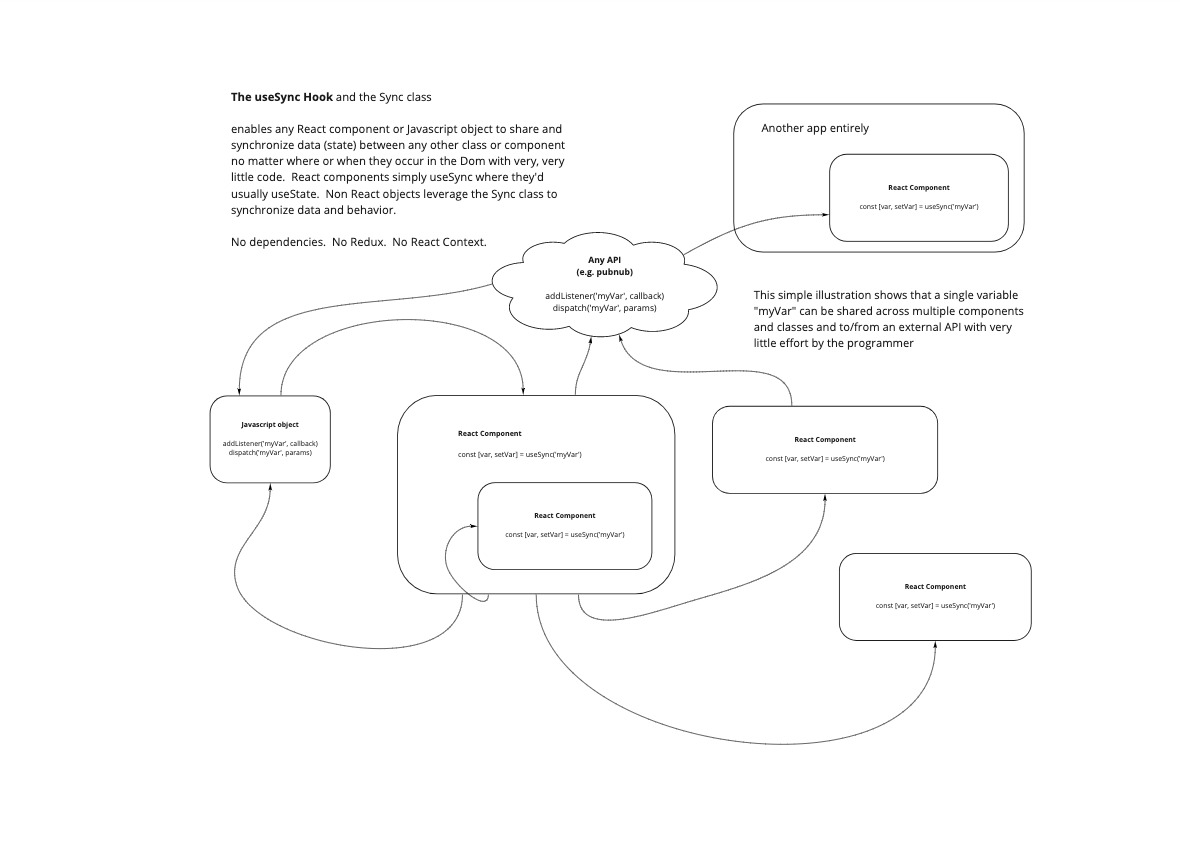 The useSync Hook and the Sync class
enables any React component or Javascript object to share and
synchronize data (state) between any other class or component
no matter where or when they occur in the Dom with very, very
little code.  React components simply useSync where they'd
usually useState.  Non React objects leverage the Sync class to
synchronize data and behavior.
No dependencies.  No Redux.  No React Context.
Another app entirely
React Component
const [var, setVar] = useSync('myVar')
Any API
(e.g. pubnub)
addListener('myVar', callback)
dispatch('myVar', params)
This simple illustration shows that a single variable
"myVar" can be shared across multiple components
and classes and to/from an external API with very
little effort by the programmer
Javascript object
addListener('myVar', callback)
dispatch('myVar', params)
React Component
const [var, setVar] = useSync('myVar')
React Component
const [var, setVar] = useSync('myVar')
React Component
const [var, setVar] = useSync('myVar')
React Component
const [var, setVar] = useSync('myVar')